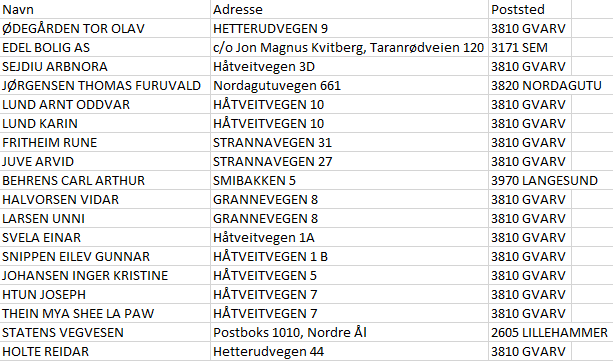 Navn Adresse Poststed
ØDEGÅRDEN TOR OLAV HETTERUDVEGEN 9 3810 GVARV
EDEL BOLIG AS c/o Jon Magnus Kvitberg, Taranrødveien 120 3171 SEM
SEJDIU ARBNORA Håtveitvegen 3D 3810 GVARV
JØRGENSEN THOMAS FURUVALD Nordagutuvegen 661 3820 NORDAGUTU
LUND ARNT ODDVAR HÅTVEITVEGEN 10 3810 GVARV
LUND KARIN HÅTVEITVEGEN 10 3810 GVARV
FRITHEIM RUNE STRANNAVEGEN 31 3810 GVARV
JUVE ARVID STRANNAVEGEN 27 3810 GVARV
BEHRENS CARL ARTHUR SMIBAKKEN 5 3970 LANGESUND
HALVORSEN VIDAR GRANNEVEGEN 8 3810 GVARV
LARSEN UNNI GRANNEVEGEN 8 3810 GVARV
SVELA EINAR Håtveitvegen 1A 3810 GVARV
SNIPPEN EILEV GUNNAR HÅTVEITVEGEN 1 B 3810 GVARV
JOHANSEN INGER KRISTINE HÅTVEITVEGEN 5 3810 GVARV
HTUN JOSEPH HÅTVEITVEGEN 7 3810 GVARV
THEIN MYA SHEE LA PAW HÅTVEITVEGEN 7 3810 GVARV
STATENS VEGVESEN Postboks 1010, Nordre Ål 2605 LILLEHAMMER
HOLTE REIDAR Hetterudvegen 44 3810 GVARV